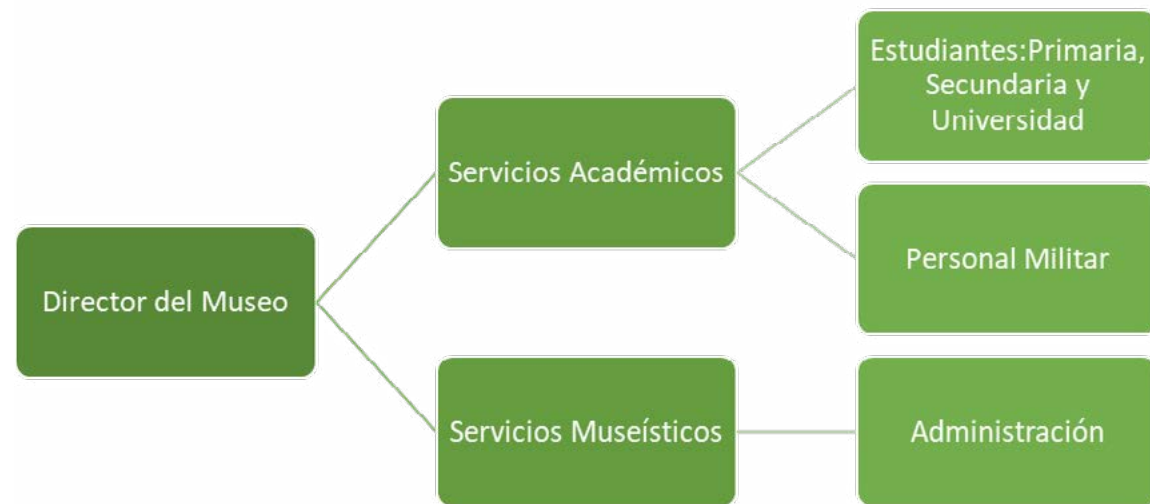 Director del Museo
Servicios Académicos
Estudiantes:Primaria,
Secundaria y
Universidad
Personal Militar
Servicios Museísticos
Administración